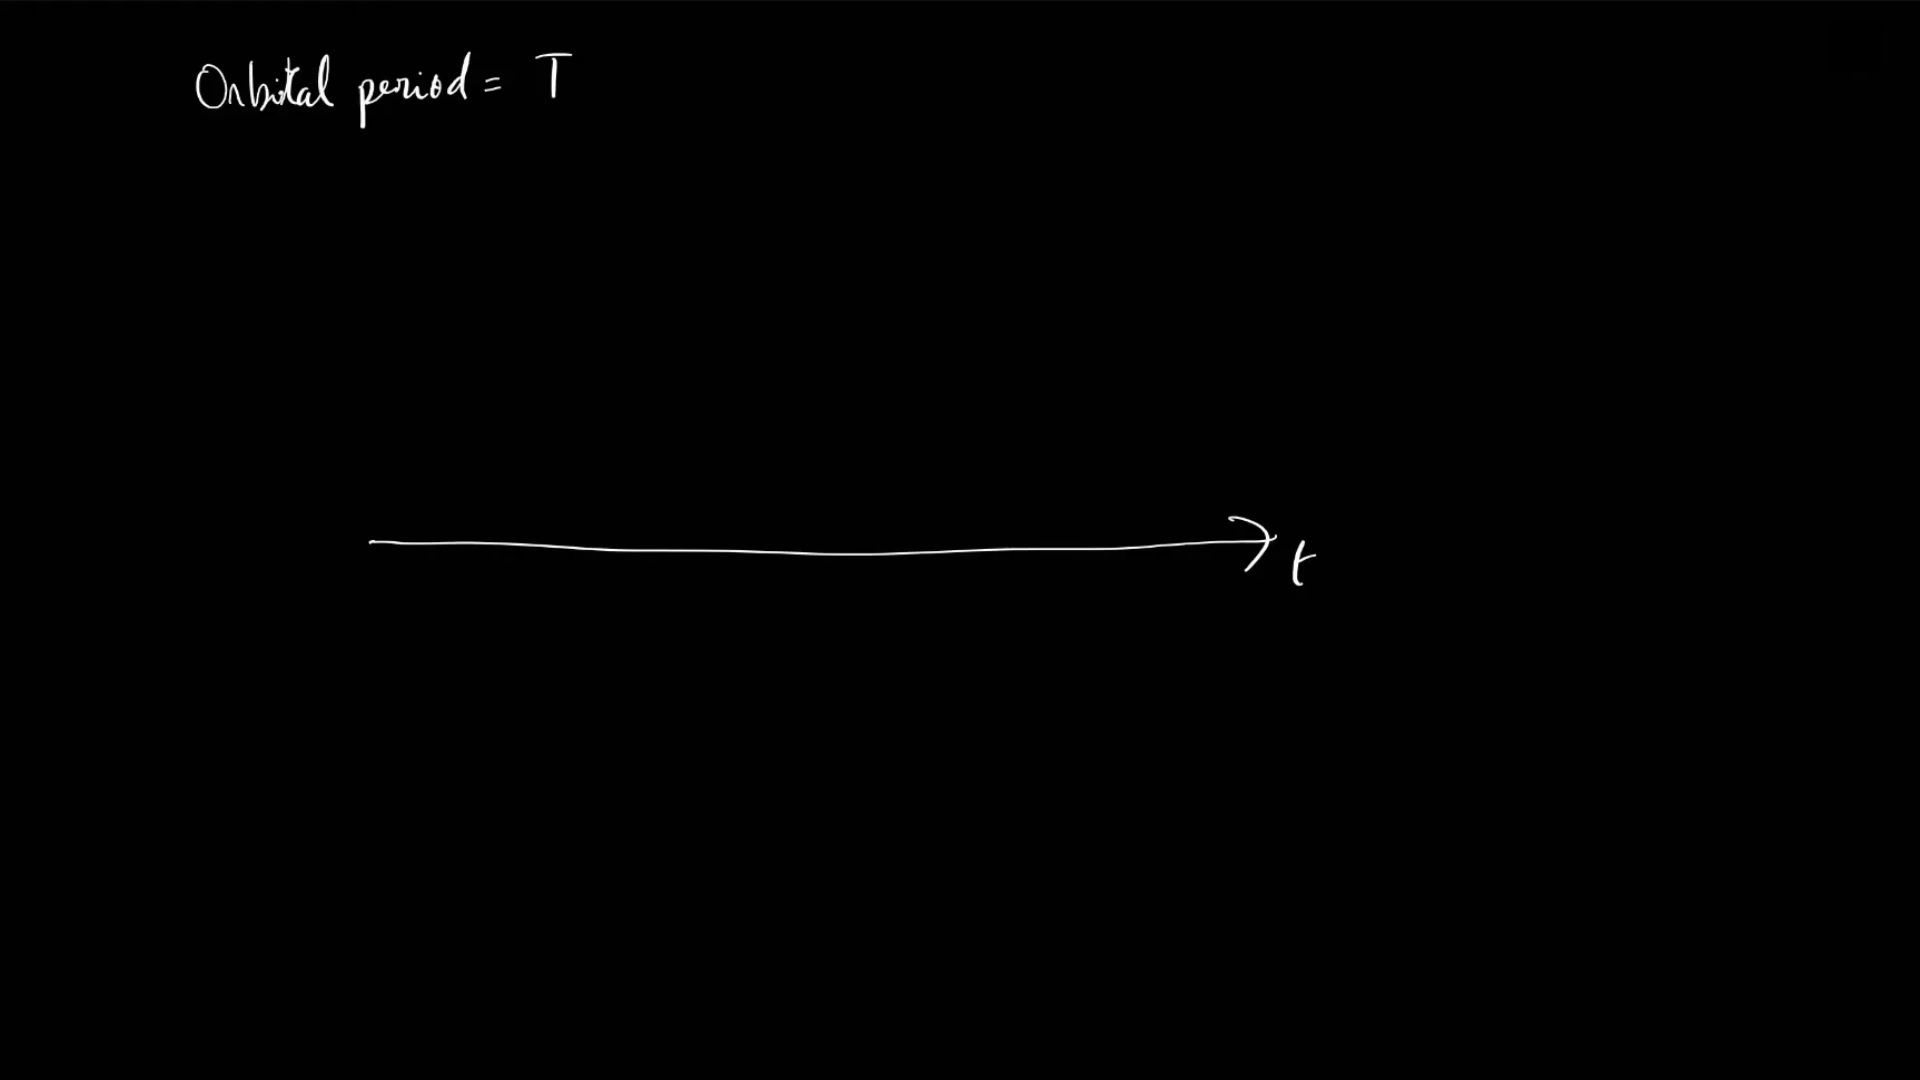 Orbital period = T
t